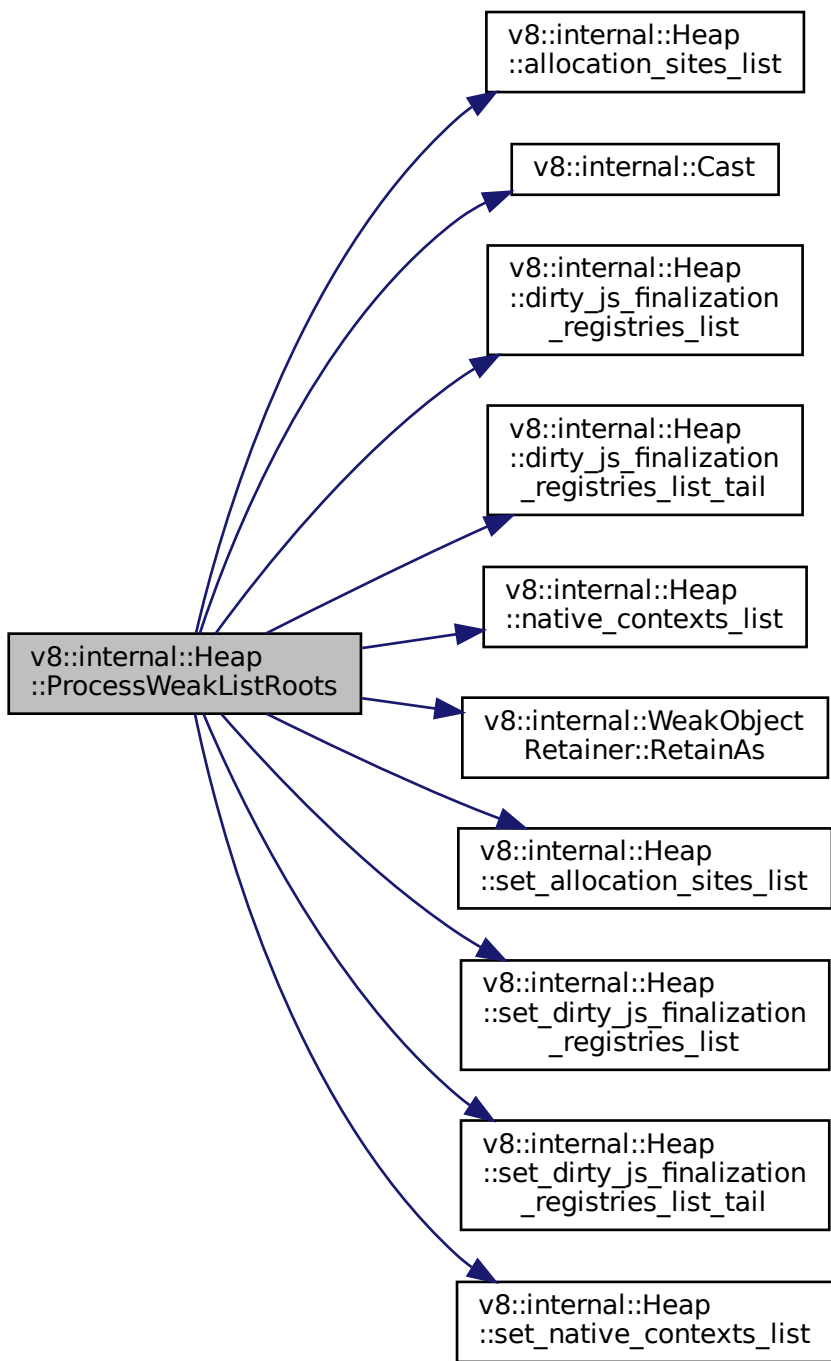 v8::internal::Heap
::allocation_sites_list
v8::internal::Cast
v8::internal::Heap
::dirty_js_finalization
_registries_list
v8::internal::Heap
::dirty_js_finalization
_registries_list_tail
v8::internal::Heap
::native_contexts_list
v8::internal::Heap
::ProcessWeakListRoots
v8::internal::WeakObject
Retainer::RetainAs
v8::internal::Heap
::set_allocation_sites_list
v8::internal::Heap
::set_dirty_js_finalization
_registries_list
v8::internal::Heap
::set_dirty_js_finalization
_registries_list_tail
v8::internal::Heap
::set_native_contexts_list